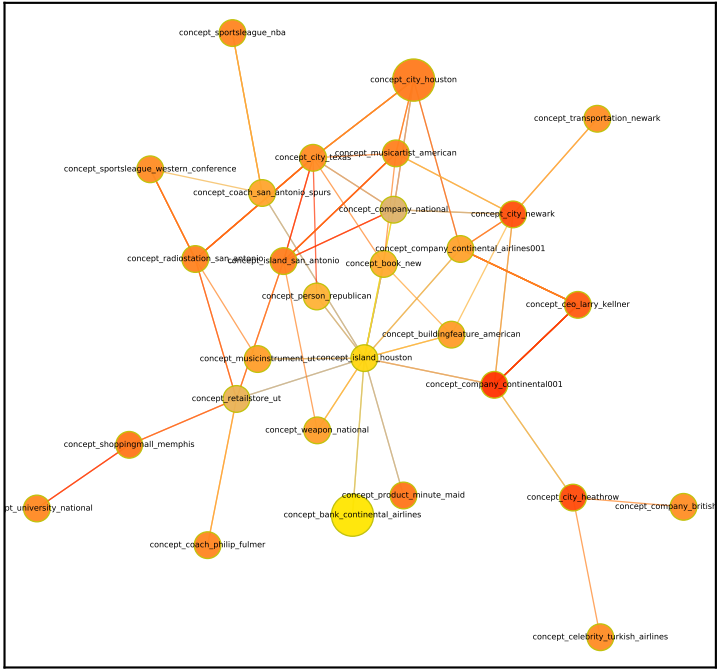 concept_sportsleague_nba
concept_city_houston
concept_transportation_newark
concept_city_texas
concept_musicartist_american
concept_sportsleague_western_conference
concept_coach_san_antonio_spurs
concept_company_national
concept_city_newark
concept_company_continental_airlines001
concept_radiostation_san_antonio
concept_island_san_antonio
concept_book_new
concept_person_republican
concept_ceo_larry_kellner
concept_buildingfeature_american
concept_musicinstrument_ut
concept_island_houston
concept_company_continental001
concept_retailstore_ut
concept_weapon_national
concept_shoppingmall_memphis
concept_product_minute_maid
concept_city_heathrow
pt_university_national
concept_company_british
concept_bank_continental_airlines
concept_coach_philip_fulmer
concept_celebrity_turkish_airlines